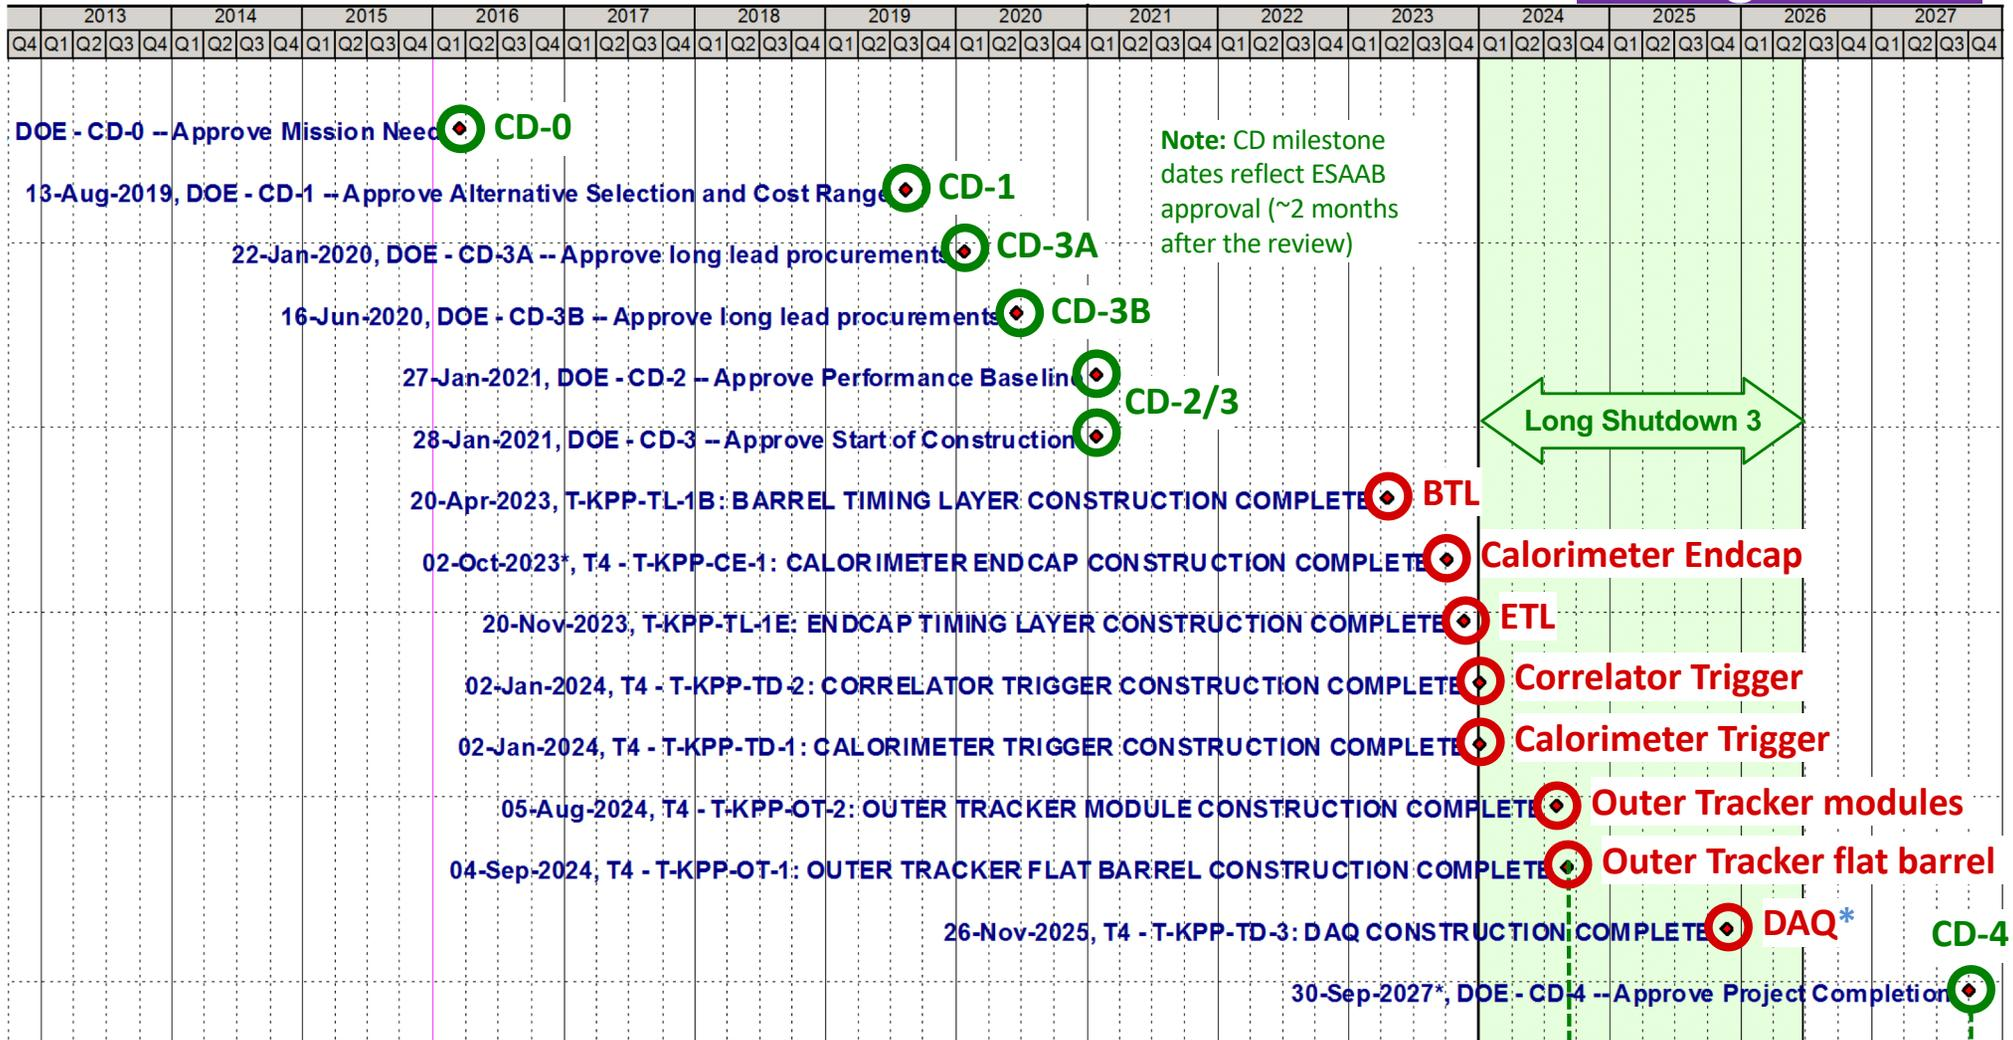 2013 2014 2015 2016 2017 2018 2019 2020 2021 2022 2023 2024 2025 2026 2027
Q4 Q1 Q2 Q3 Q4 Q1 Q2 Q3 Q4 Q1 Q2 Q3 Q4 Q1 Q2 Q3 Q4 Q1 Q2 Q3 Q4 Q1 Q2 Q3 Q4 Q1 Q2 Q3 Q4 Q1 Q2 Q3 Q4 Q1 Q2 Q3 Q4 Q1 Q2 Q3 Q4 Q1 Q2 Q3 Q4 Q1 Q2 Q3 Q4 Q1 Q2 Q3 Q4 Q1 Q2 Q3 Q4 Q1 Q2 Q3 Q4
DOE - CD-0 -- Approve Mission Need CD-0
13-Aug-2019, DOE - CD-1 -- Approve Alternative Selection and Cost Range CD-1
22-Jan-2020, DOE - CD-3A -- Approve long lead procurements CD-3A
16-Jun-2020, DOE - CD-3B -- Approve long lead procurements CD-3B
Note: CD milestone
dates reflect ESAAB
approval (~2 months
after the review)
27-Jan-2021, DOE - CD-2 -- Approve Performance Baseline
CD-2/3
28-Jan-2021, DOE - CD-3 -- Approve Start of Construction
Long Shutdown 3
20-Apr-2023, T-KPP-TL-1B: BARREL TIMING LAYER CONSTRUCTION COMPLETE BTL
02-Oct-2023*, T4 - T-KPP-CE-1: CALORIMETER ENDCAP CONSTRUCTION COMPLETE Calorimeter Endcap
20-Nov-2023, T-KPP-TL-1E: ENDCAP TIMING LAYER CONSTRUCTION COMPLETE ETL
02-Jan-2024, T4 - T-KPP-TD-2: CORRELATOR TRIGGER CONSTRUCTION COMPLETE Correlator Trigger
02-Jan-2024, T4 - T-KPP-TD-1: CALORIMETER TRIGGER CONSTRUCTION COMPLETE Calorimeter Trigger
05-Aug-2024, T4 - T-KPP-OT-2: OUTER TRACKER MODULE CONSTRUCTION COMPLETE Outer Tracker modules
04-Sep-2024, T4 - T-KPP-OT-1: OUTER TRACKER FLAT BARREL CONSTRUCTION COMPLETE Outer Tracker flat barrel
26-Nov-2025, T4 - T-KPP-TD-3: DAQ CONSTRUCTION COMPLETE DAQ*
CD-4
30-Sep-2027*, DOE - CD-4 -- Approve Project Completion